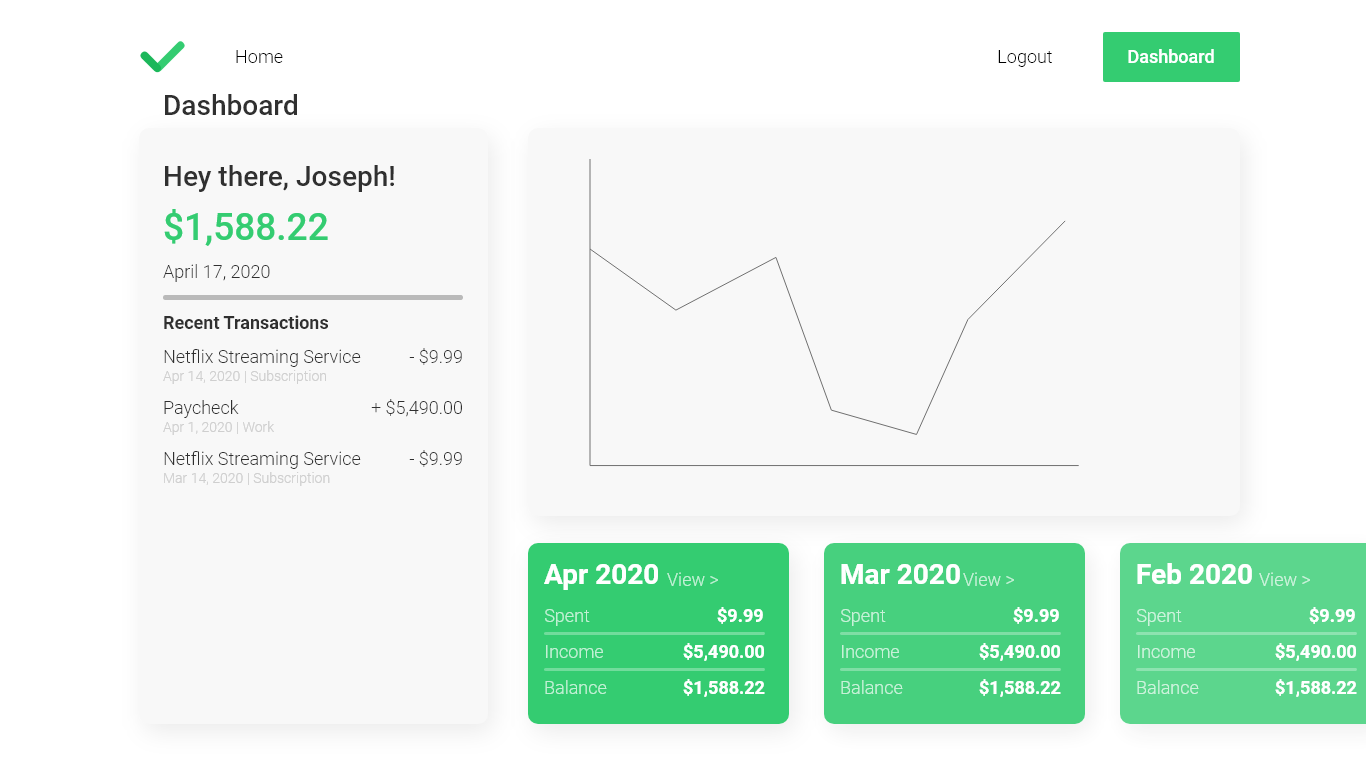 Home
Logout
Dashboard
Dashboard
Hey there, Joseph!
$1,588.22
April 17, 2020
Recent Transactions
Netflix Streaming Service - $9.99
Apr 14, 2020 | Subscription
Paycheck + $5,490.00
Apr 1, 2020 | Work
Netflix Streaming Service - $9.99
Mar 14, 2020 | Subscription
Apr 2020 View >
Spent $9.99
Income $5,490.00
Balance $1,588.22
Mar 2020 View >
Spent $9.99
Income $5,490.00
Balance $1,588.22
Feb 2020 View >
Spent $9.99
Income $5,490.00
Balance $1,588.22